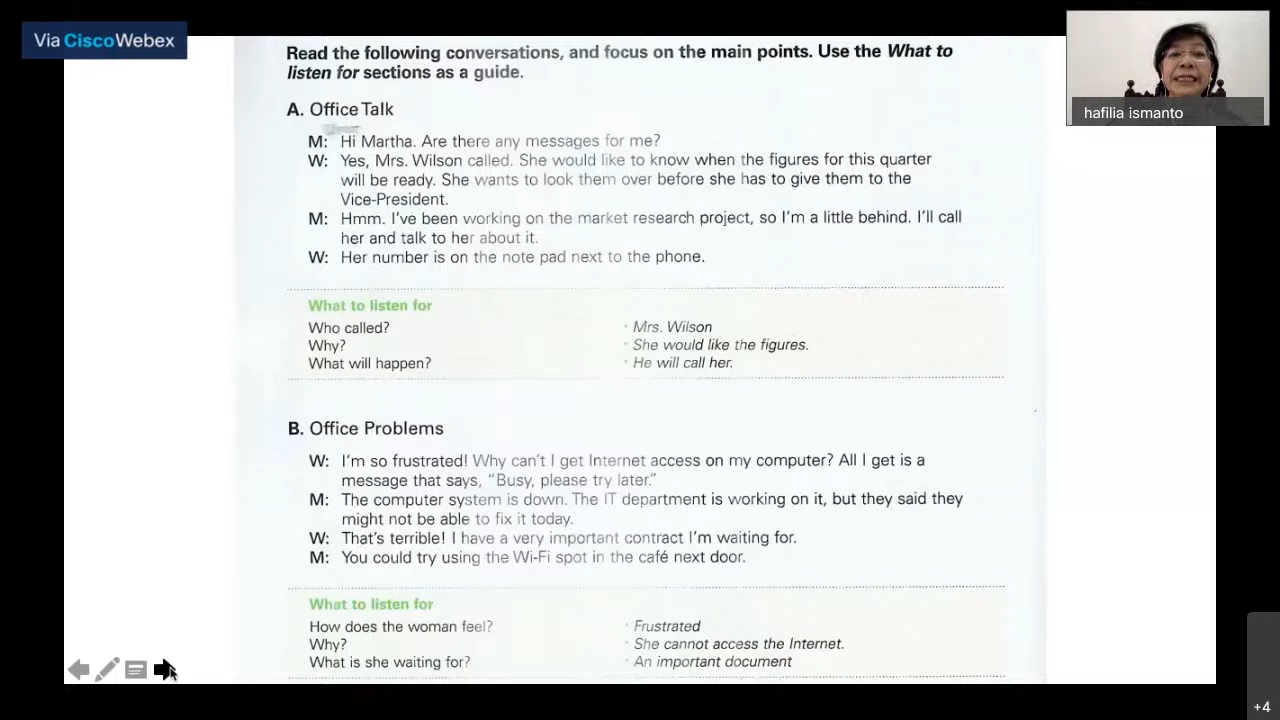 Via Cisco Webex
hafilia ismanto
Read the following conversations, and focus on the main points. Use the What to
listen for sections as a guide.
A. Office Talk
M: Hi Martha. Are there any messages for me?
W: Yes, Mrs. Wilson called. She would like to know when the figures for this quarter
will be ready. She wants to look them over before she has to give them to the
Vice-President.
M: Hmm. I've been working on the market research project, so I'm a little behind. I'll call
her and talk to her about it.
W: Her number is on the note pad next to the phone.
What to listen for
Who called? • Mrs. Wilson
Why? • She would like the figures.
What will happen? • He will call her.
B. Office Problems
W: I'm so frustrated! Why can't I get Internet access on my computer? All I get is a
message that says, "Busy, please try later."
M: The computer system is down. The IT department is working on it, but they said they
might not be able to fix it today.
W: That's terrible! I have a very important contract I'm waiting for.
M: You could try using the Wi-Fi spot in the café next door.
What to listen for
How does the woman feel? • Frustrated
Why? • She cannot access the Internet.
What is she waiting for? • An important document
+4